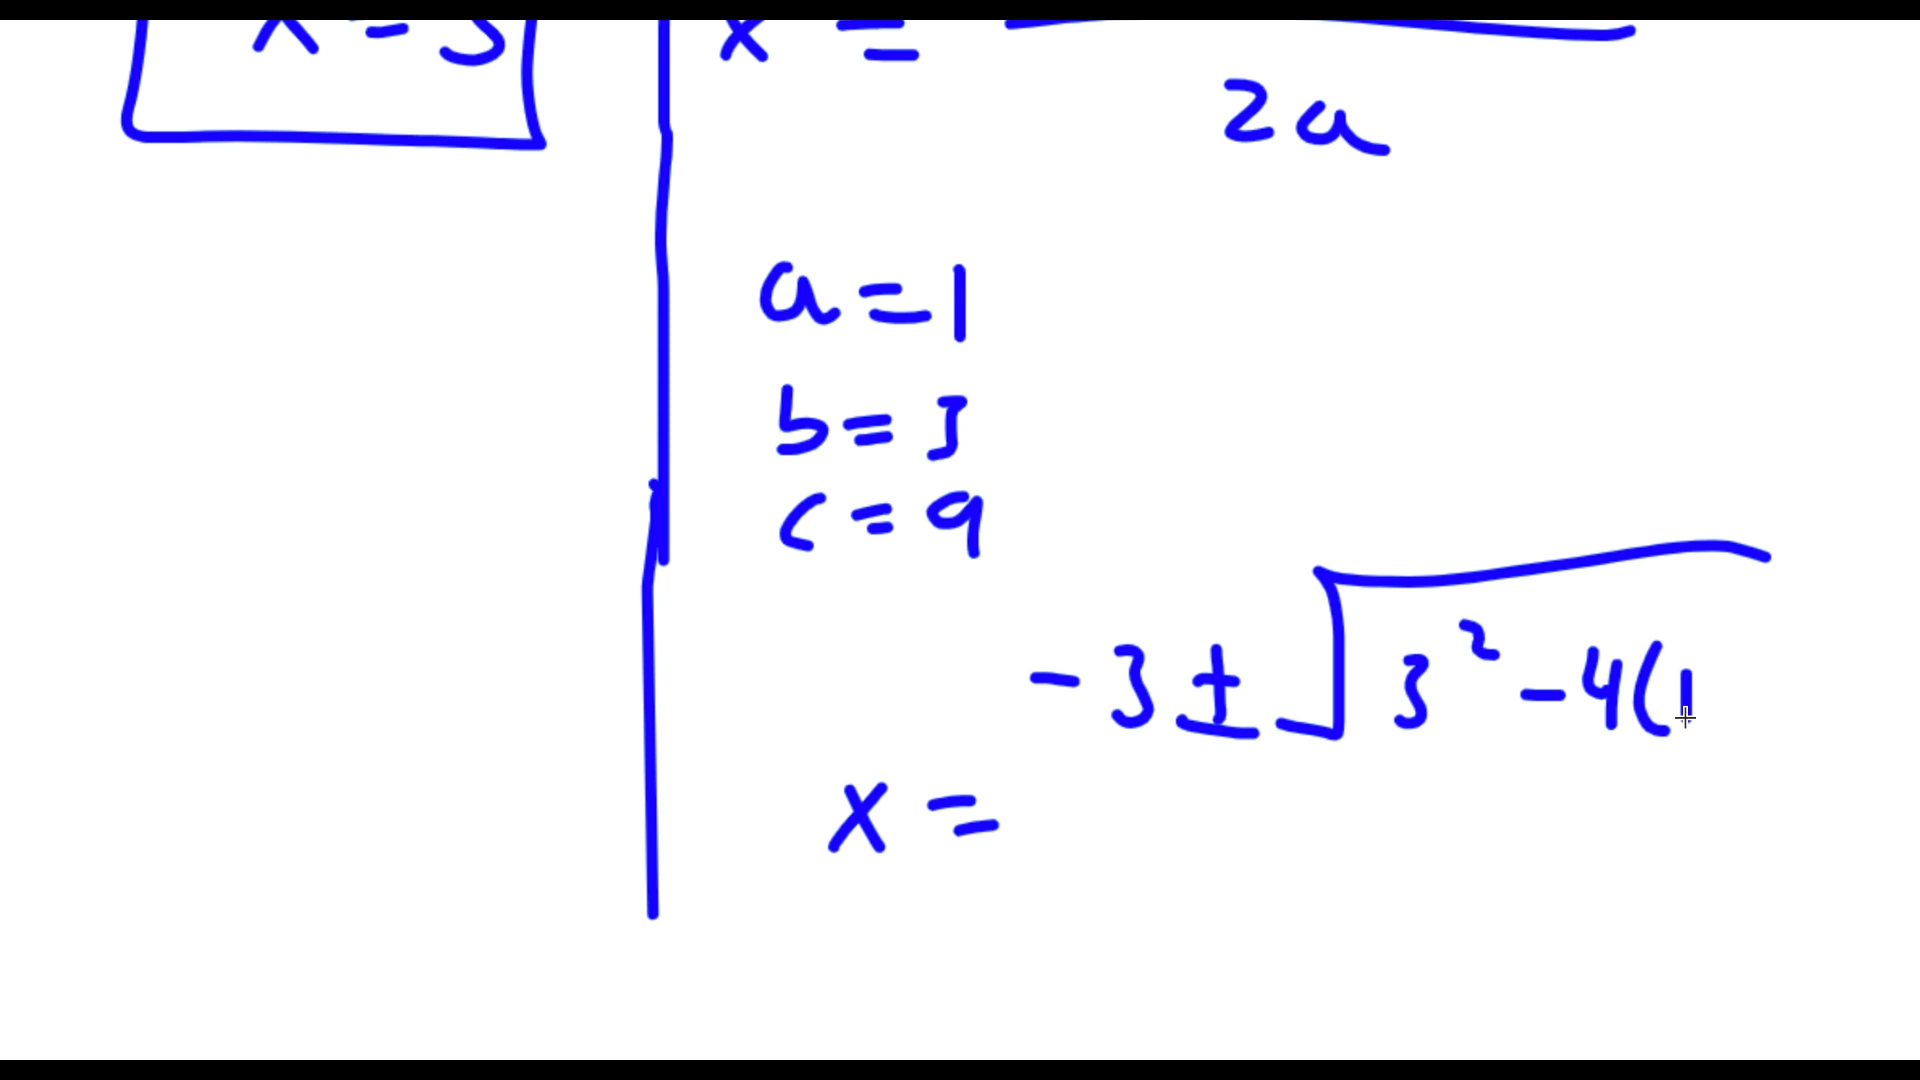 x = 3
x =
2a
a = 1
b = 3
c = 9
-3 ± √3² - 4(1
x =